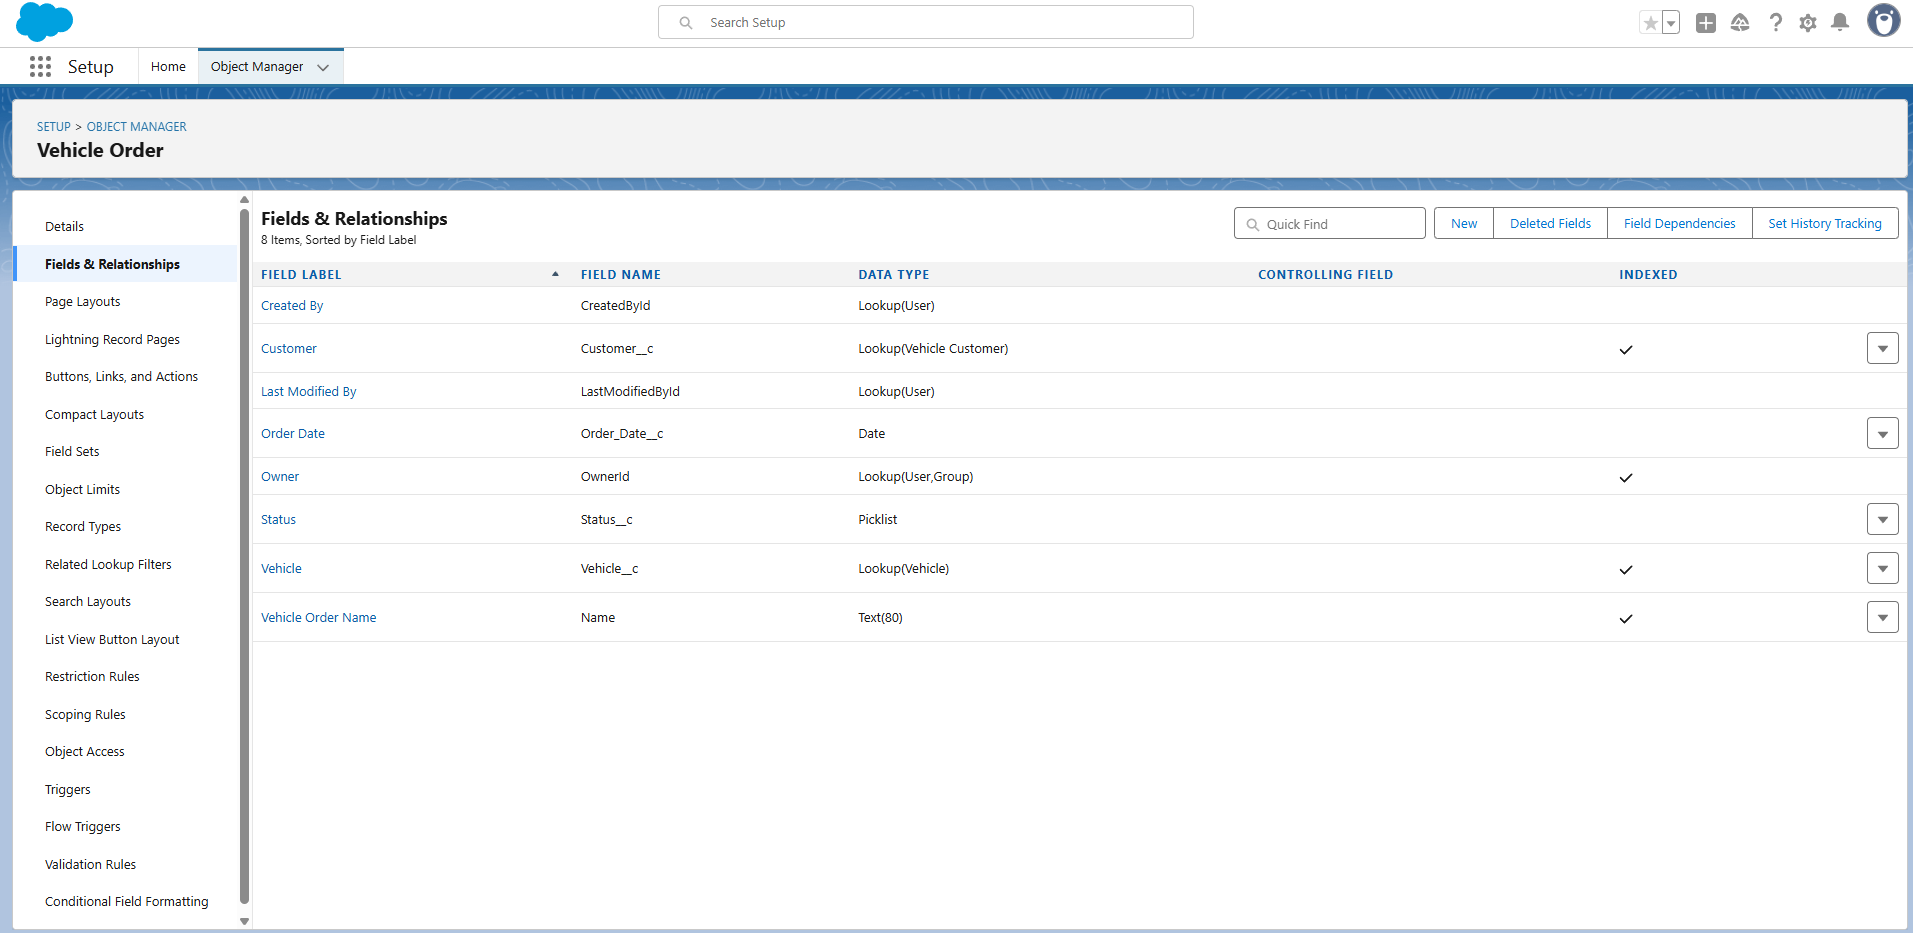 Search Setup
Setup
Home
Object Manager
SETUP > OBJECT MANAGER
Vehicle Order
Details
Fields & Relationships
Page Layouts
Lightning Record Pages
Buttons, Links, and Actions
Compact Layouts
Field Sets
Object Limits
Record Types
Related Lookup Filters
Search Layouts
List View Button Layout
Restriction Rules
Scoping Rules
Object Access
Triggers
Flow Triggers
Validation Rules
Conditional Field Formatting
Fields & Relationships
8 Items, Sorted by Field Label
Quick Find
New
Deleted Fields
Field Dependencies
Set History Tracking
FIELD LABEL FIELD NAME DATA TYPE CONTROLLING FIELD INDEXED
Created By CreatedById Lookup(User)
Customer Customer__c Lookup(Vehicle Customer)
Last Modified By LastModifiedById Lookup(User)
Order Date Order_Date__c Date
Owner OwnerId Lookup(User,Group)
Status Status__c Picklist
Vehicle Vehicle__c Lookup(Vehicle)
Vehicle Order Name Name Text(80)